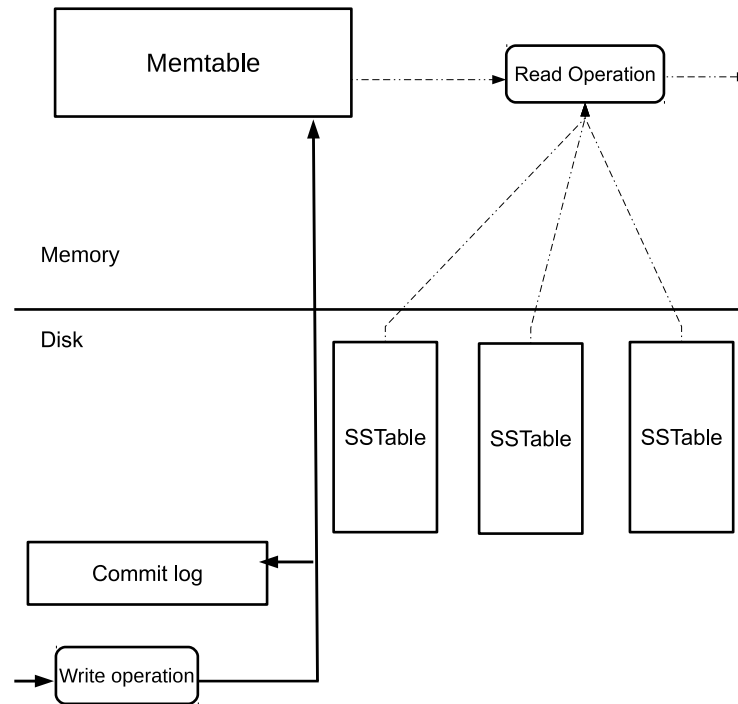 Memtable
Read Operation
Memory
Disk
SSTable
SSTable
SSTable
Commit log
Write operation